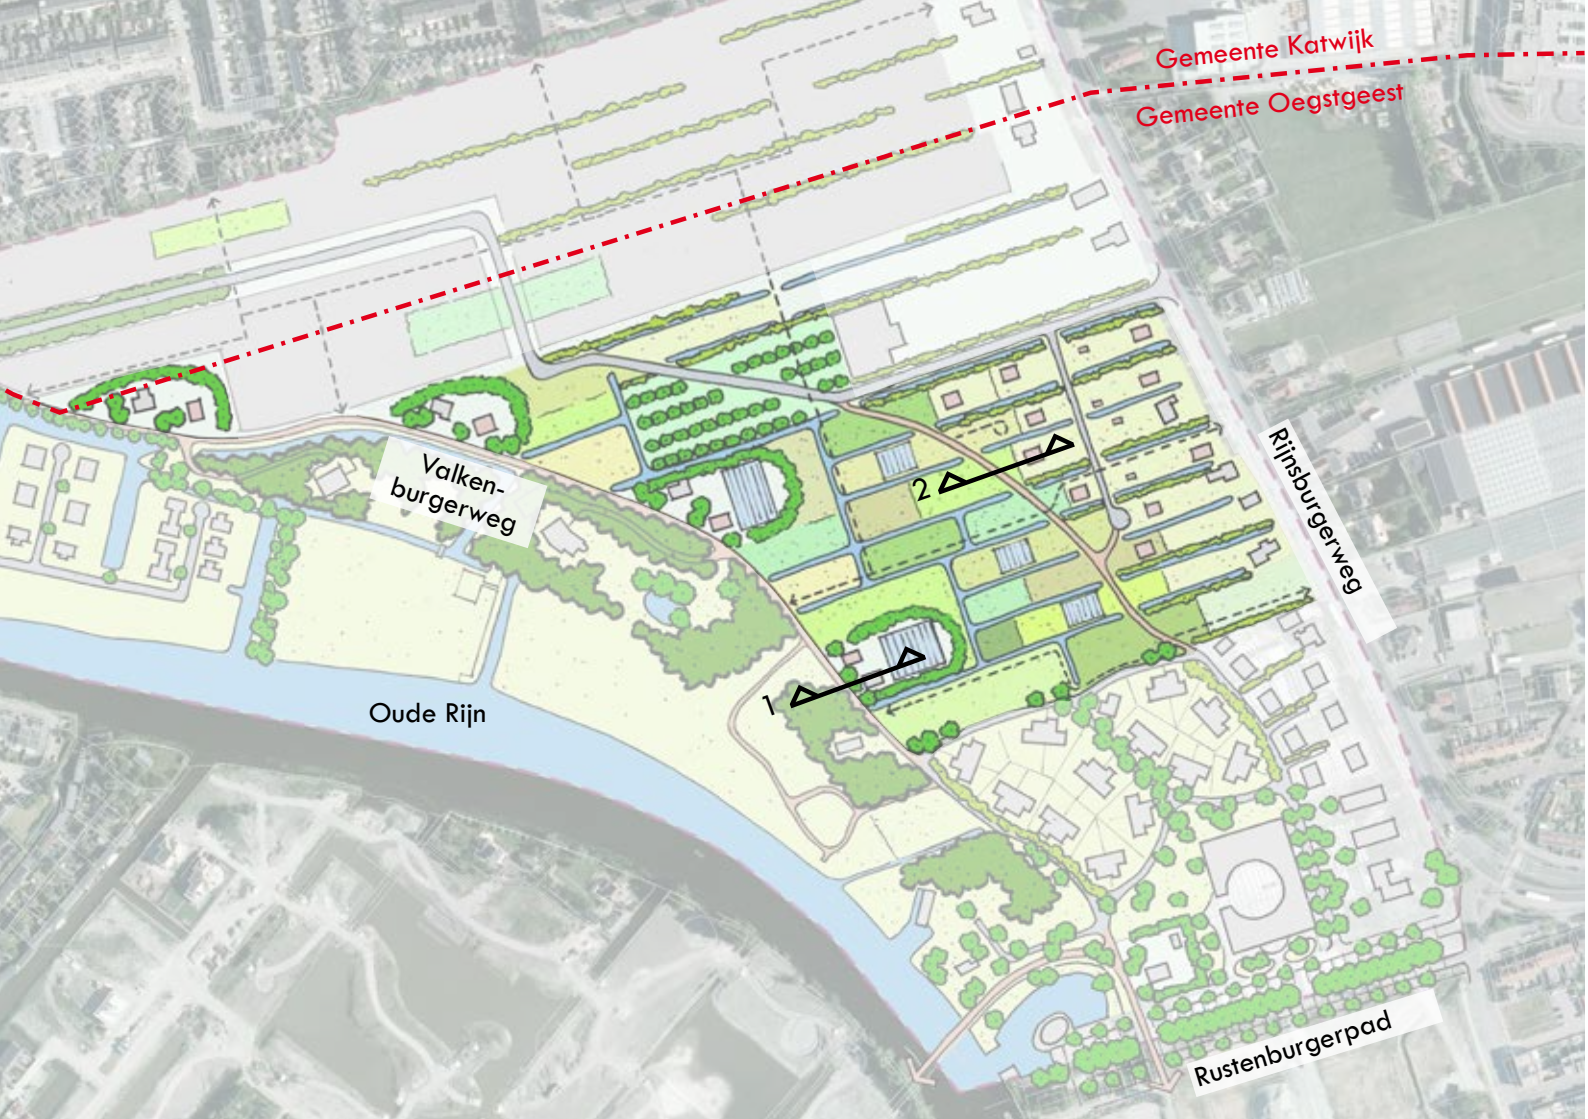 Gemeente Katwijk
Gemeente Oegstgeest
Rijnsburgerweg
Valken-
burgerweg
2
1
Oude Rijn
Rustenburgerpad